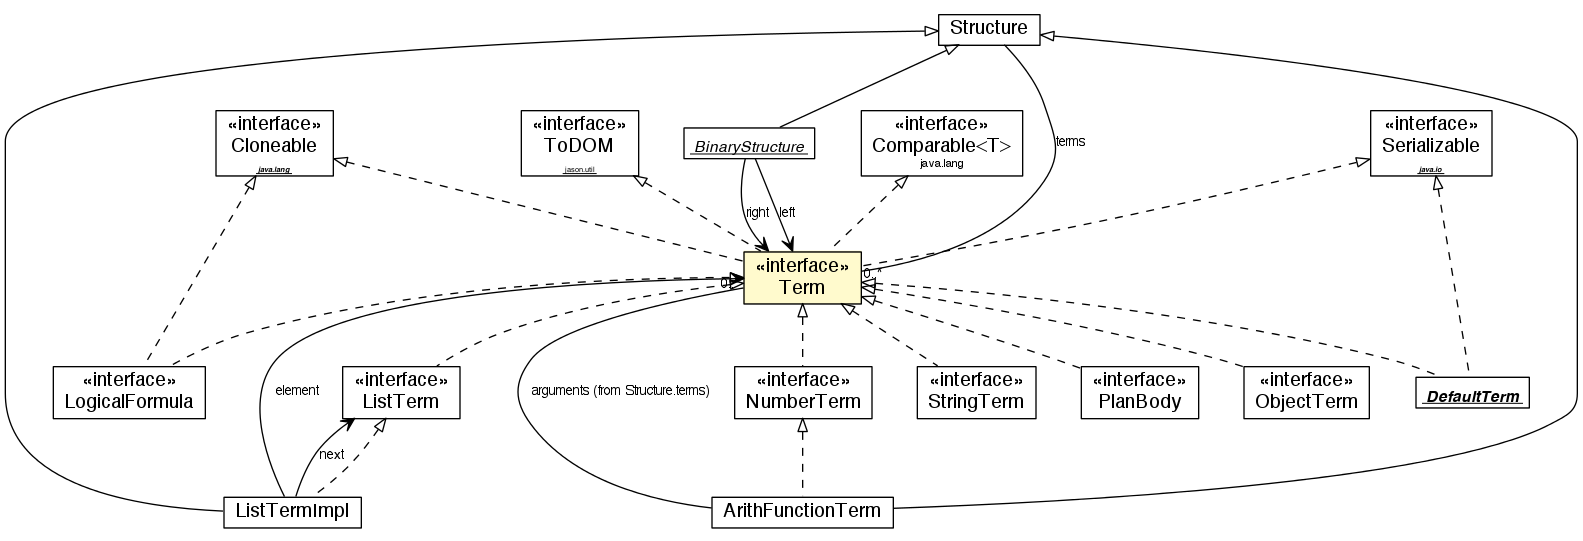 Structure
«interface»
Cloneable
java.lang
«interface»
ToDOM
jason.util
BinaryStructure
«interface»
Comparable<T>
java.lang
terms
«interface»
Serializable
java.io
right
left
«interface»
Term
0..*
«interface»
LogicalFormula
element
«interface»
ListTerm
arguments (from Structure.terms)
«interface»
NumberTerm
«interface»
StringTerm
«interface»
PlanBody
«interface»
ObjectTerm
DefaultTerm
next
ListTermImpl
ArithFunctionTerm